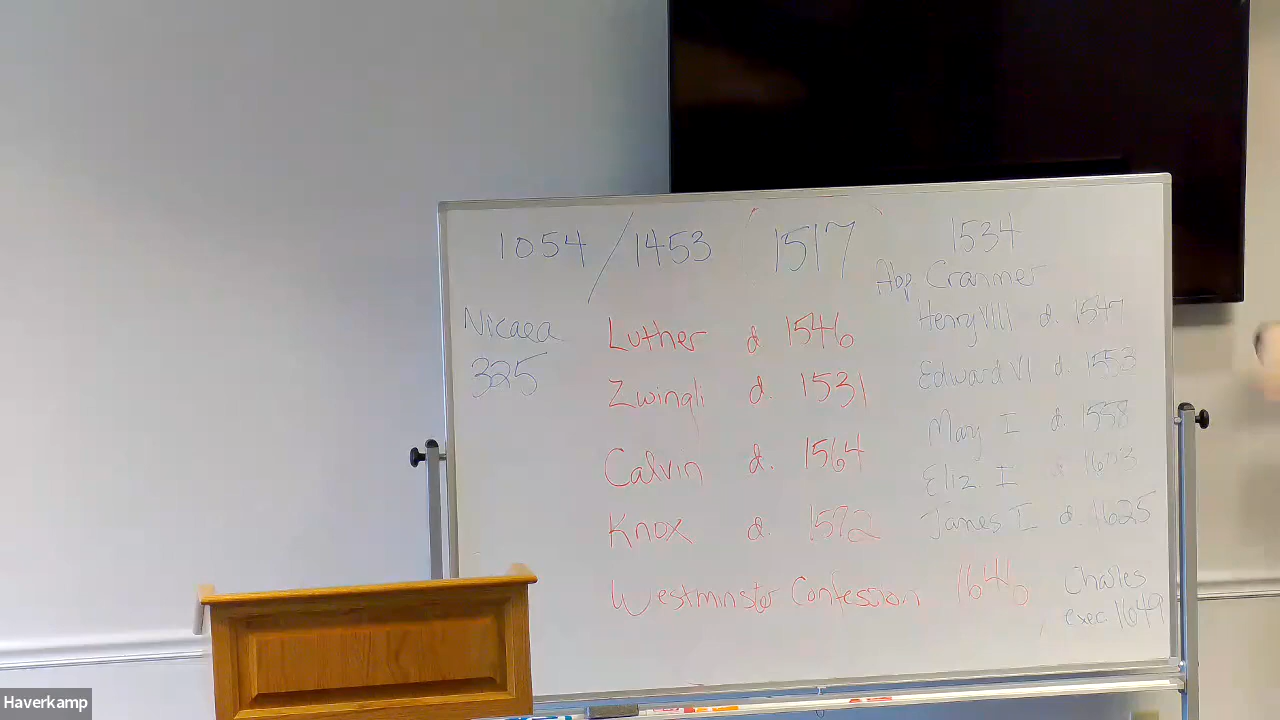 1054 / 1453 1517 1534
Abp Cranmer
Nicaea
325
Luther d 1546
Zwingli d. 1531
Calvin d. 1564
Knox d. 1572
Westminster Confession 1646
Henry VIII d. 1547
Edward VI d. 1553
Mary I d. 1558
Eliz I d 1603
James I d. 1625
Charles
exec 1649
Haverkamp